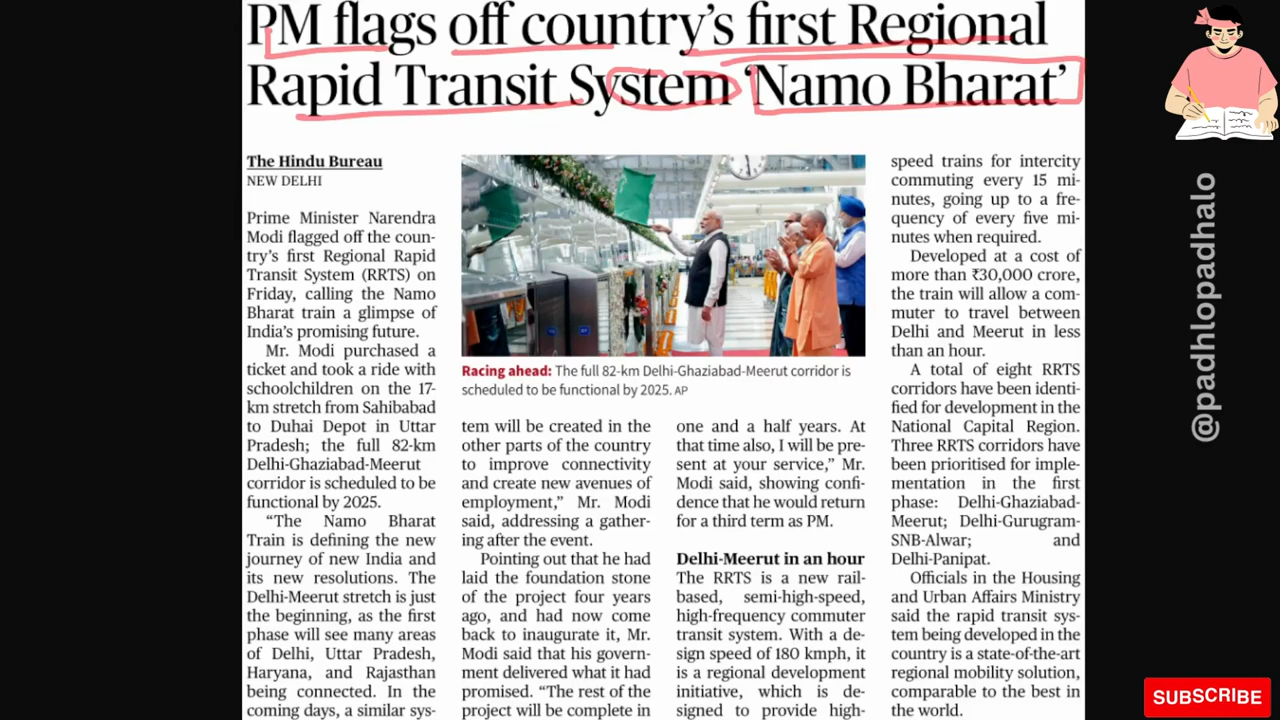 PM flags off country’s first Regional
Rapid Transit System ‘Namo Bharat’
The Hindu Bureau
NEW DELHI
Prime Minister Narendra
Modi flagged off the coun-
try’s first Regional Rapid
Transit System (RRTS) on
Friday, calling the Namo
Bharat train a glimpse of
India’s promising future.
Mr. Modi purchased a
ticket and took a ride with
schoolchildren on the 17-
km stretch from Sahibabad
to Duhai Depot in Uttar
Pradesh; the full 82-km
Delhi-Ghaziabad-Meerut
corridor is scheduled to be
functional by 2025.
“The Namo Bharat
Train is defining the new
journey of new India and
its new resolutions. The
Delhi-Meerut stretch is just
the beginning, as the first
phase will see many areas
of Delhi, Uttar Pradesh,
Haryana, and Rajasthan
being connected. In the
coming days, a similar sys-
Racing ahead: The full 82-km Delhi-Ghaziabad-Meerut corridor is
scheduled to be functional by 2025. AP
tem will be created in the
other parts of the country
to improve connectivity
and create new avenues of
employment,” Mr. Modi
said, addressing a gather-
ing after the event.
Pointing out that he had
laid the foundation stone
of the project four years
ago, and had now come
back to inaugurate it, Mr.
Modi said that his govern-
ment delivered what it had
promised. “The rest of the
project will be complete in
one and a half years. At
that time also, I will be pre-
sent at your service,” Mr.
Modi said, showing confi-
dence that he would return
for a third term as PM.
Delhi-Meerut in an hour
The RRTS is a new rail-
based, semi-high-speed,
high-frequency commuter
transit system. With a de-
sign speed of 180 kmph, it
is a regional development
initiative, which is de-
signed to provide high-
speed trains for intercity
commuting every 15 mi-
nutes, going up to a fre-
quency of every five mi-
nutes when required.
Developed at a cost of
more than ₹30,000 crore,
the train will allow a com-
muter to travel between
Delhi and Meerut in less
than an hour.
A total of eight RRTS
corridors have been identi-
fied for development in the
National Capital Region.
Three RRTS corridors have
been prioritised for imple-
mentation in the first
phase: Delhi-Ghaziabad-
Meerut; Delhi-Gurugram-
SNB-Alwar; and
Delhi-Panipat.
Officials in the Housing
and Urban Affairs Ministry
said the rapid transit sys-
tem being developed in the
country is a state-of-the-art
regional mobility solution,
comparable to the best in
the world.
@padhlopadhalo
SUBSCRIBE